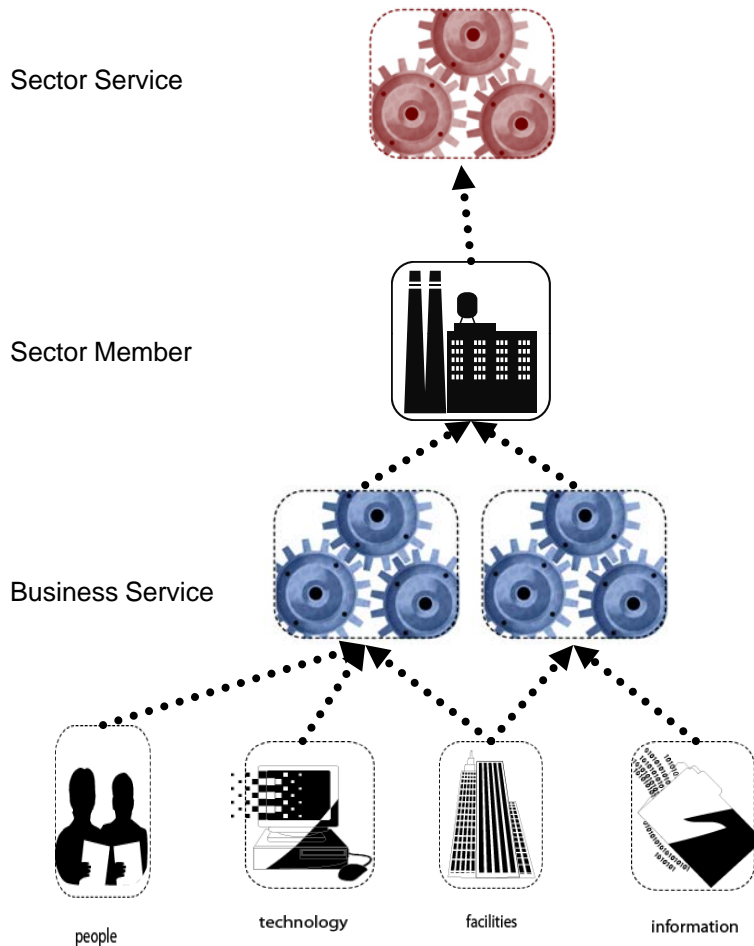 Sector Service
Sector Member
Business Service
people
technology
facilities
information